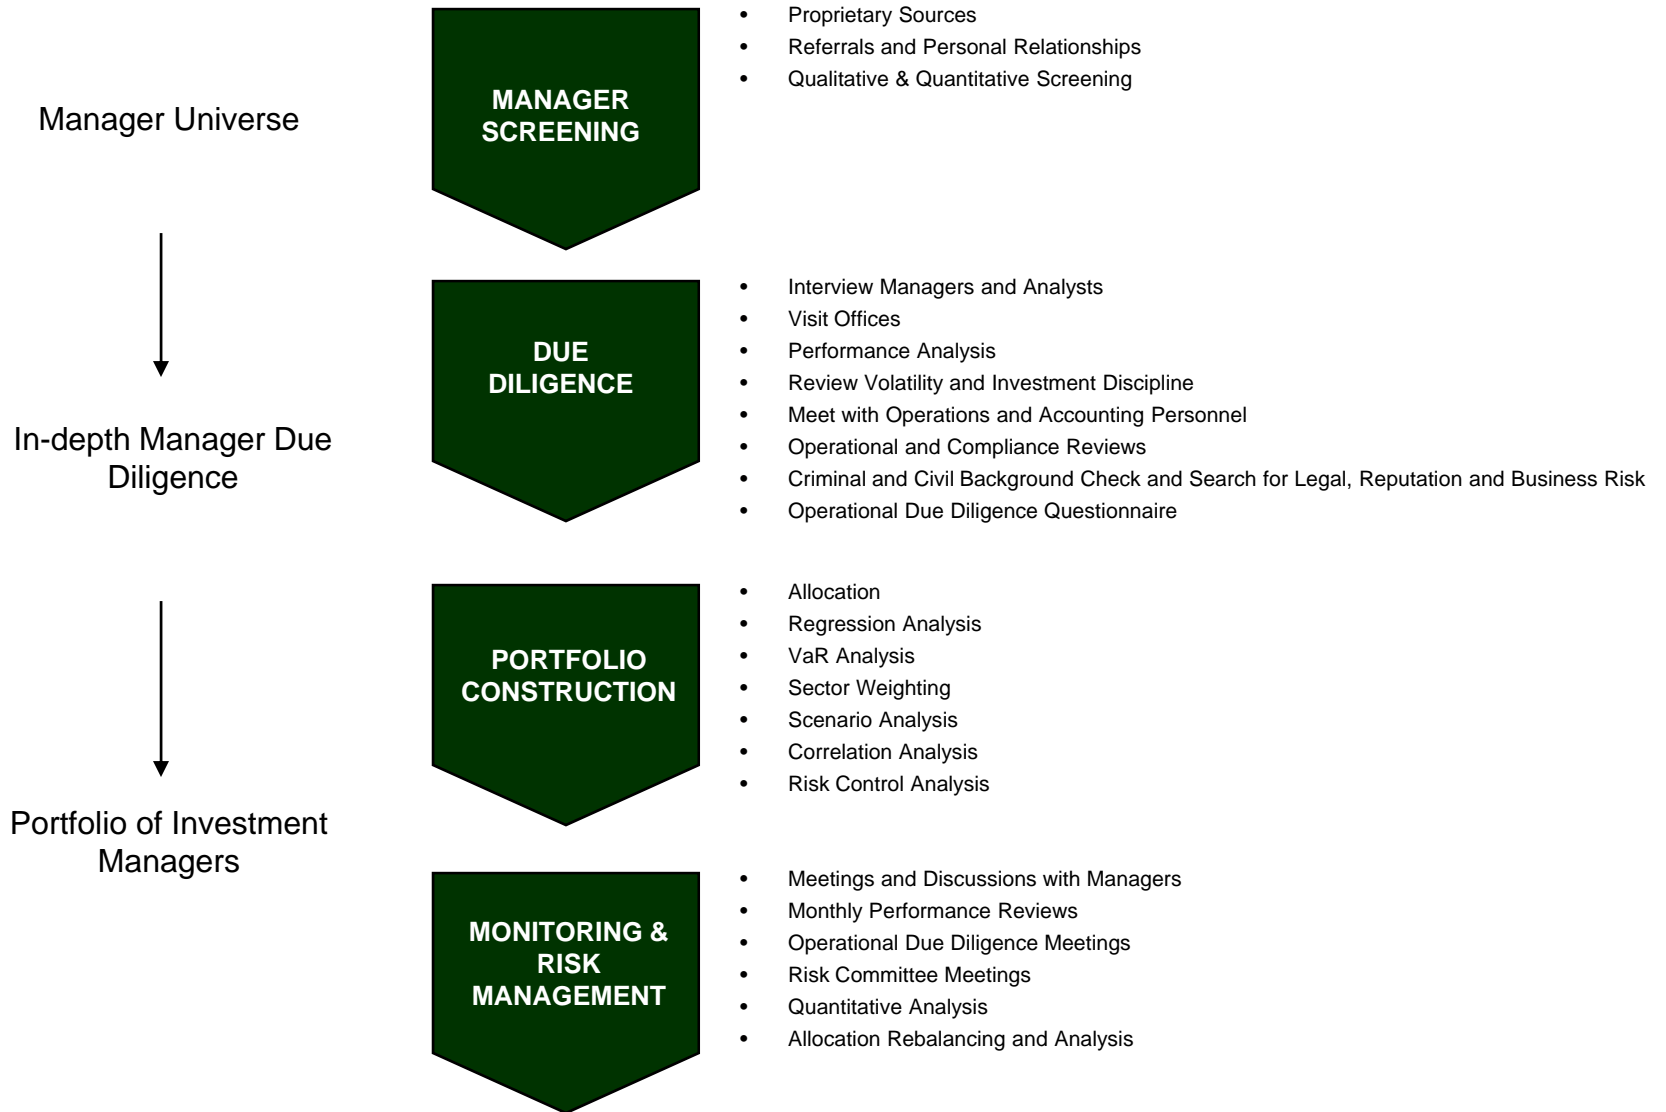 Manager Universe
MANAGER
SCREENING
• Proprietary Sources
• Referrals and Personal Relationships
• Qualitative & Quantitative Screening
In-depth Manager Due
Diligence
DUE
DILIGENCE
• Interview Managers and Analysts
• Visit Offices
• Performance Analysis
• Review Volatility and Investment Discipline
• Meet with Operations and Accounting Personnel
• Operational and Compliance Reviews
• Criminal and Civil Background Check and Search for Legal, Reputation and Business Risk
• Operational Due Diligence Questionnaire
PORTFOLIO
CONSTRUCTION
• Allocation
• Regression Analysis
• VaR Analysis
• Sector Weighting
• Scenario Analysis
• Correlation Analysis
• Risk Control Analysis
Portfolio of Investment
Managers
MONITORING &
RISK
MANAGEMENT
• Meetings and Discussions with Managers
• Monthly Performance Reviews
• Operational Due Diligence Meetings
• Risk Committee Meetings
• Quantitative Analysis
• Allocation Rebalancing and Analysis